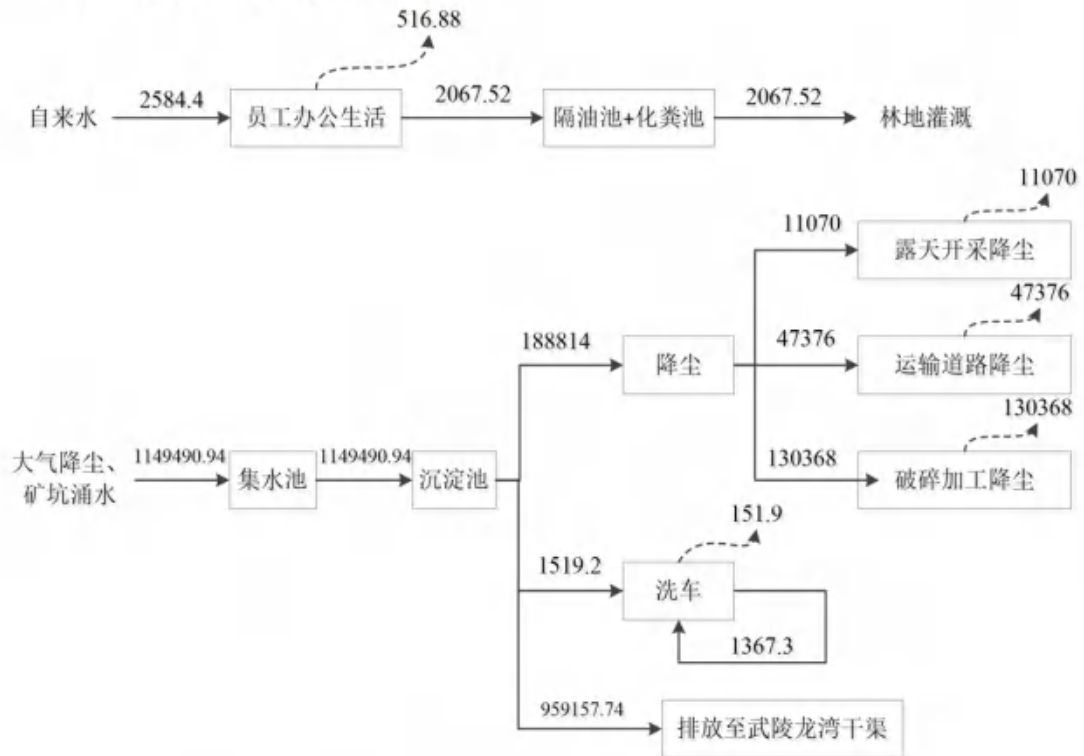 516.88
自来水
2584.4
员工办公生活
2067.52
隔油池+化粪池
2067.52
林地灌溉
11070
11070
露天开采降尘
47376
188814
降尘
47376
运输道路降尘
130368
大气降尘、
矿坑涌水
1149490.94
集水池
1149490.94
沉淀池
130368
破碎加工降尘
151.9
1519.2
洗车
1367.3
959157.74
排放至武陵龙湾干渠